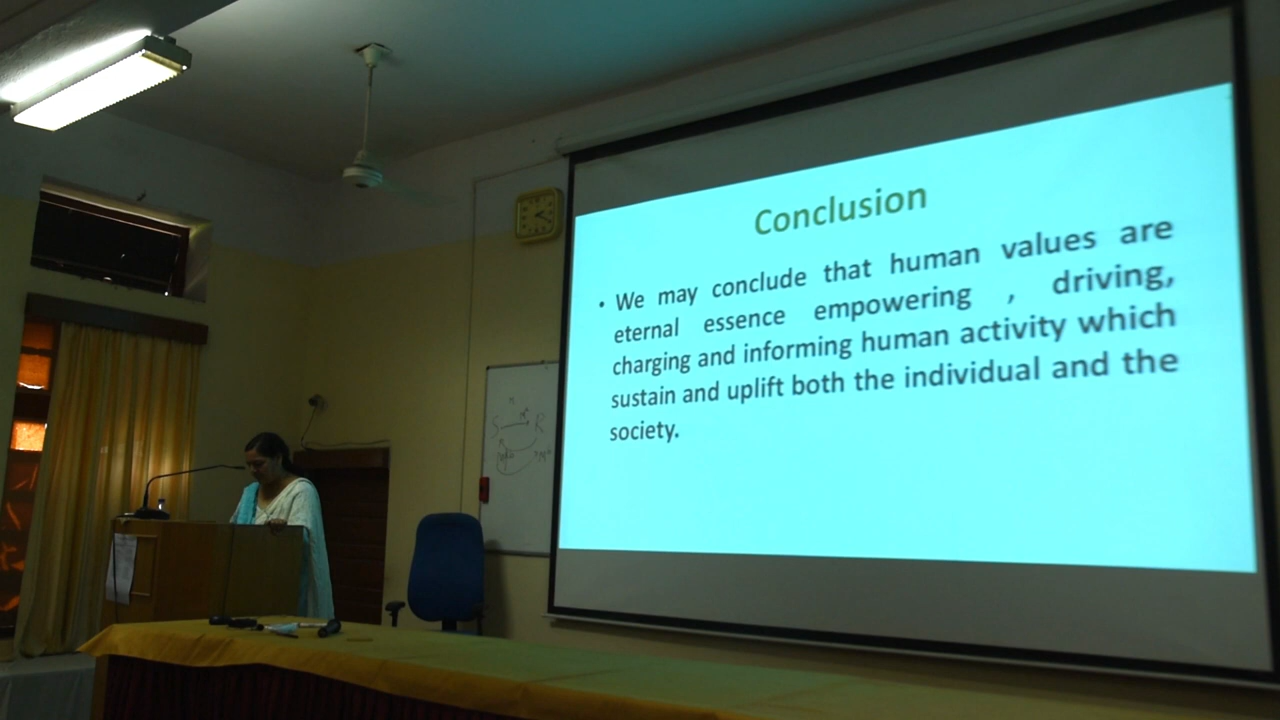 Conclusion
• We may conclude that human values are
eternal essence empowering , driving,
charging and informing human activity which
sustain and uplift both the individual and the
society.
S R